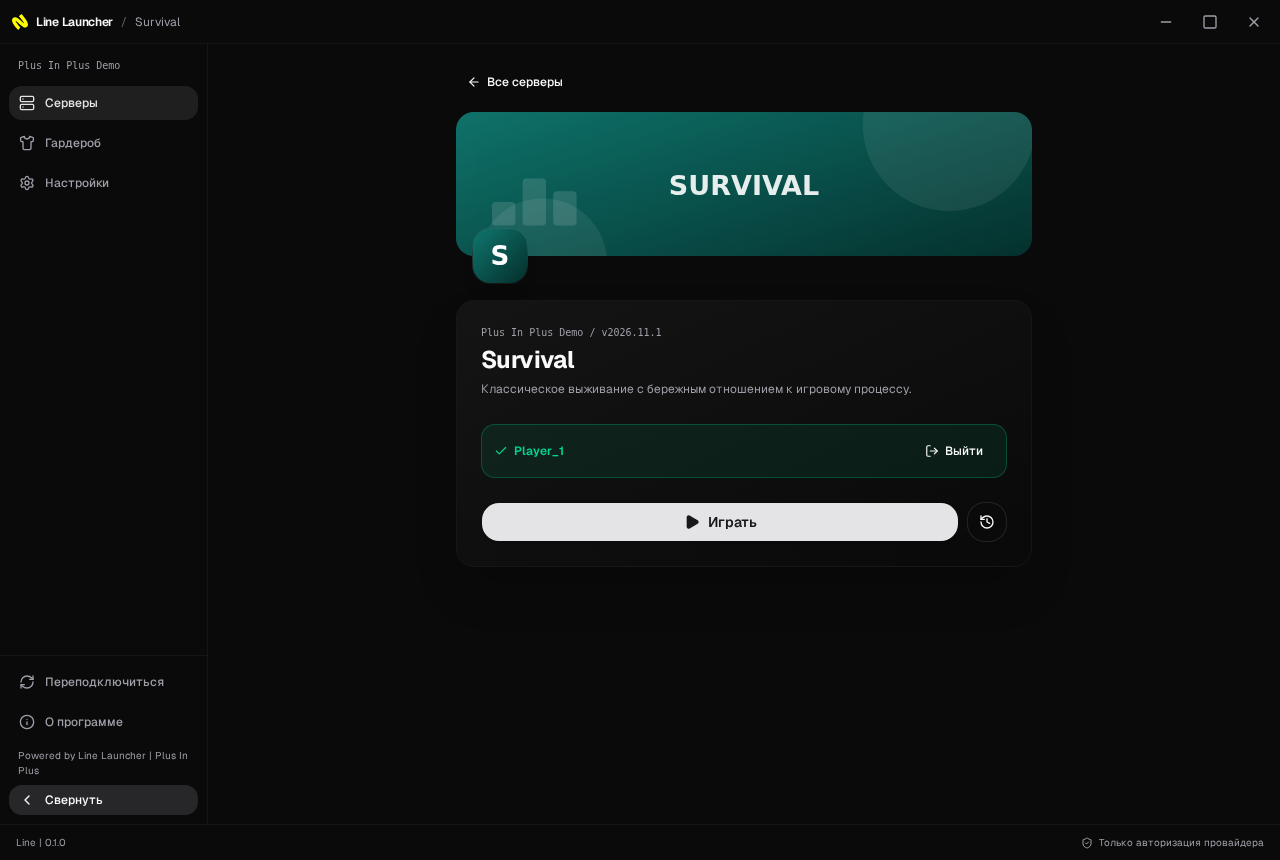 Line Launcher / Survival
Plus In Plus Demo
Серверы
Гардероб
Настройки
Все серверы
SURVIVAL
S
Plus In Plus Demo / v2026.11.1
Survival
Классическое выживание с бережным отношением к игровому процессу.
Player_1
Выйти
Играть
Переподключиться
О программе
Powered by Line Launcher | Plus In
Plus
Свернуть
Line | 0.1.0
Только авторизация провайдера